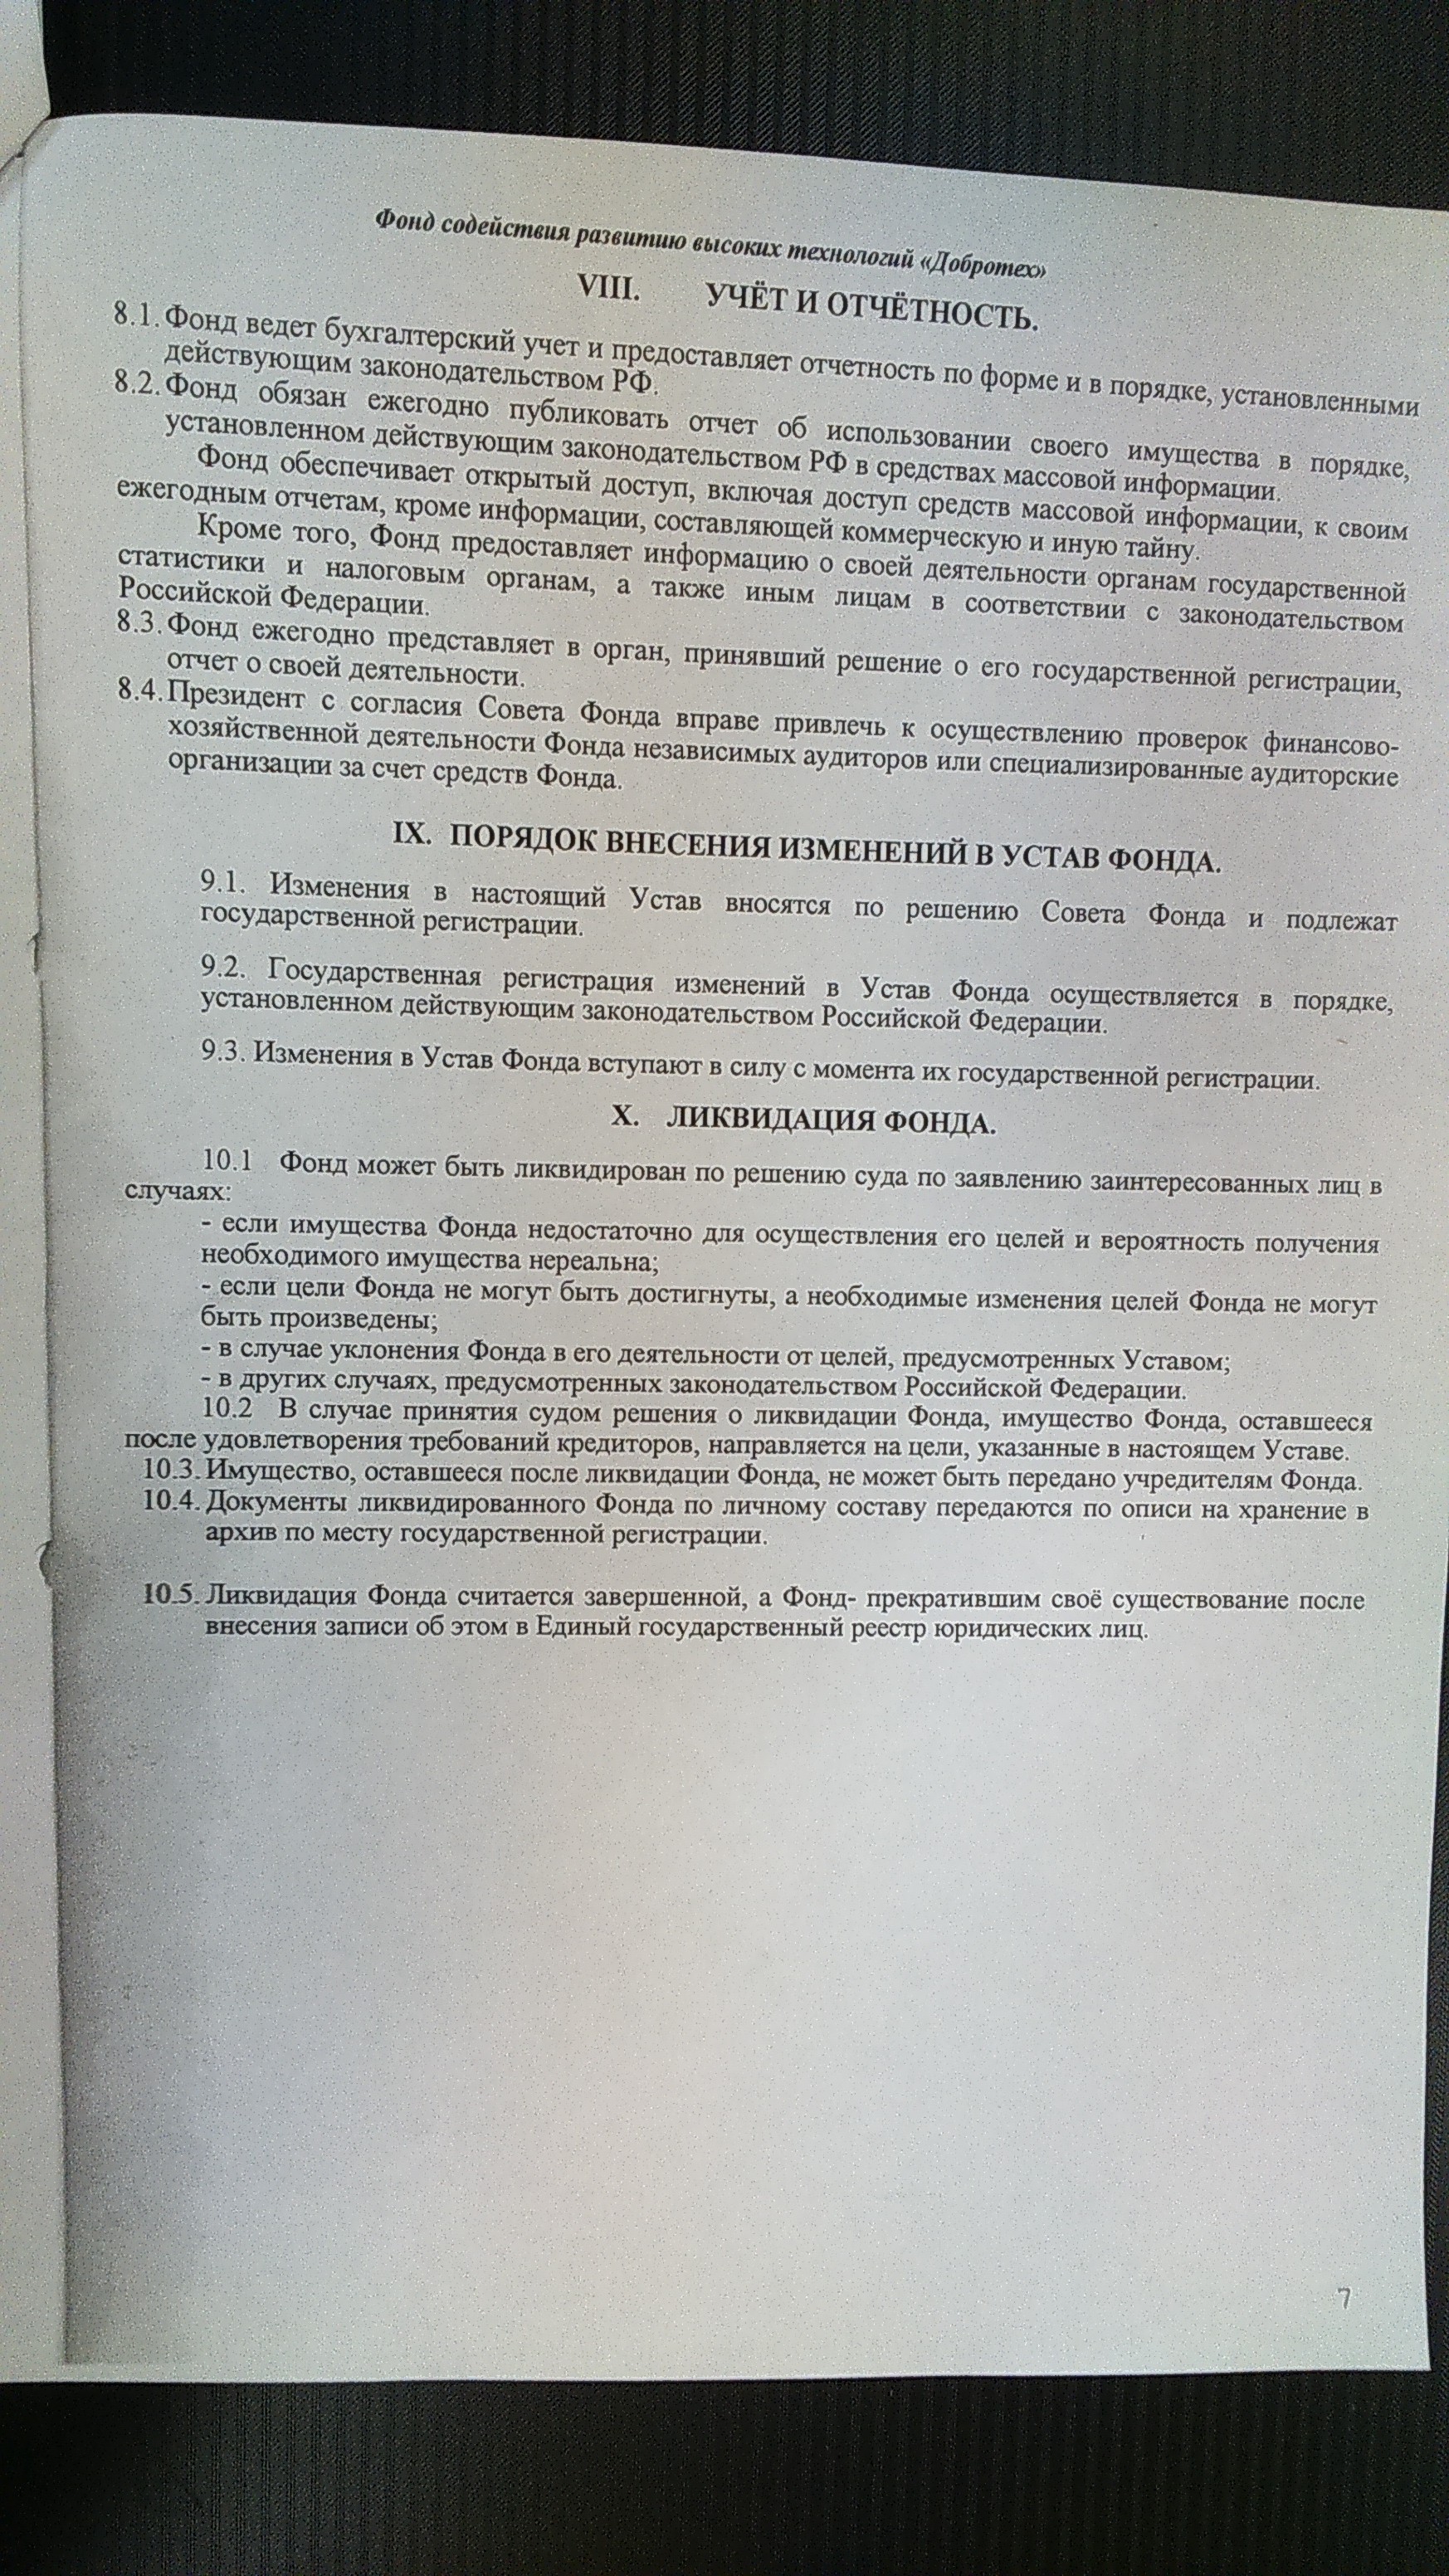 Фонд содействия развитию высоких технологий «Добротех»
VIII. УЧЁТ И ОТЧЁТНОСТЬ.
8.1. Фонд ведет бухгалтерский учет и предоставляет отчетность по форме и в порядке, установленными
действующим законодательством РФ.
8.2. Фонд обязан ежегодно публиковать отчет об использовании своего имущества в порядке,
установленном действующим законодательством РФ в средствах массовой информации.
Фонд обеспечивает открытый доступ, включая доступ средств массовой информации, к своим
ежегодным отчетам, кроме информации, составляющей коммерческую и иную тайну.
Кроме того, Фонд предоставляет информацию о своей деятельности органам государственной
статистики и налоговым органам, а также иным лицам в соответствии с законодательством
Российской Федерации.
8.3. Фонд ежегодно представляет в орган, принявший решение о его государственной регистрации,
отчет о своей деятельности.
8.4. Президент с согласия Совета Фонда вправе привлечь к осуществлению проверок финансово-
хозяйственной деятельности Фонда независимых аудиторов или специализированные аудиторские
организации за счет средств Фонда.
IX. ПОРЯДОК ВНЕСЕНИЯ ИЗМЕНЕНИЙ В УСТАВ ФОНДА.
9.1. Изменения в настоящий Устав вносятся по решению Совета Фонда и подлежат
государственной регистрации.
9.2. Государственная регистрация изменений в Устав Фонда осуществляется в порядке,
установленном действующим законодательством Российской Федерации.
9.3. Изменения в Устав Фонда вступают в силу с момента их государственной регистрации.
X. ЛИКВИДАЦИЯ ФОНДА.
10.1 Фонд может быть ликвидирован по решению суда по заявлению заинтересованных лиц в
случаях:
- если имущества Фонда недостаточно для осуществления его целей и вероятность получения
необходимого имущества нереальна;
- если цели Фонда не могут быть достигнуты, а необходимые изменения целей Фонда не могут
быть произведены;
- в случае уклонения Фонда в его деятельности от целей, предусмотренных Уставом;
- в других случаях, предусмотренных законодательством Российской Федерации.
10.2 В случае принятия судом решения о ликвидации Фонда, имущество Фонда, оставшееся
после удовлетворения требований кредиторов, направляется на цели, указанные в настоящем Уставе.
10.3. Имущество, оставшееся после ликвидации Фонда, не может быть передано учредителям Фонда.
10.4. Документы ликвидированного Фонда по личному составу передаются по описи на хранение в
архив по месту государственной регистрации.
10.5. Ликвидация Фонда считается завершенной, а Фонд- прекратившим своё существование после
внесения записи об этом в Единый государственный реестр юридических лиц.
7